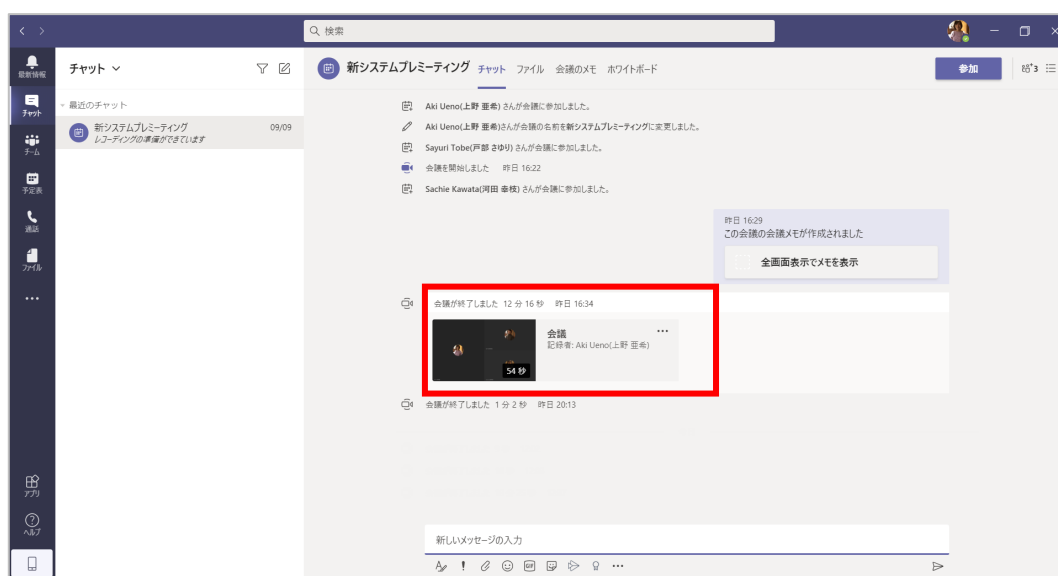 検索
最新情報
チャット
チーム
予定表
通話
ファイル
アプリ
ヘルプ
チャット
最近のチャット
新システムプレミーティング 09/09
レコーディングの準備ができています
新システムプレミーティング チャット ファイル 会議のメモ ホワイトボード 参加 3
Aki Ueno(上野 亜希) さんが会議に参加しました。
Aki Ueno(上野 亜希)さんが会議の名前を新システムプレミーティングに変更しました。
Sayuri Tobe(戸部 さゆり) さんが会議に参加しました。
会議を開始しました 昨日 16:22
Sachie Kawata(河田 幸枝) さんが会議に参加しました。
昨日 16:29
この会議の会議メモが作成されました
全画面表示でメモを表示
会議が終了しました 12 分 16 秒 昨日 16:34
会議
記録者: Aki Ueno(上野 亜希)
54 秒
会議が終了しました 1 分 2 秒 昨日 20:13
新しいメッセージの入力
GIF